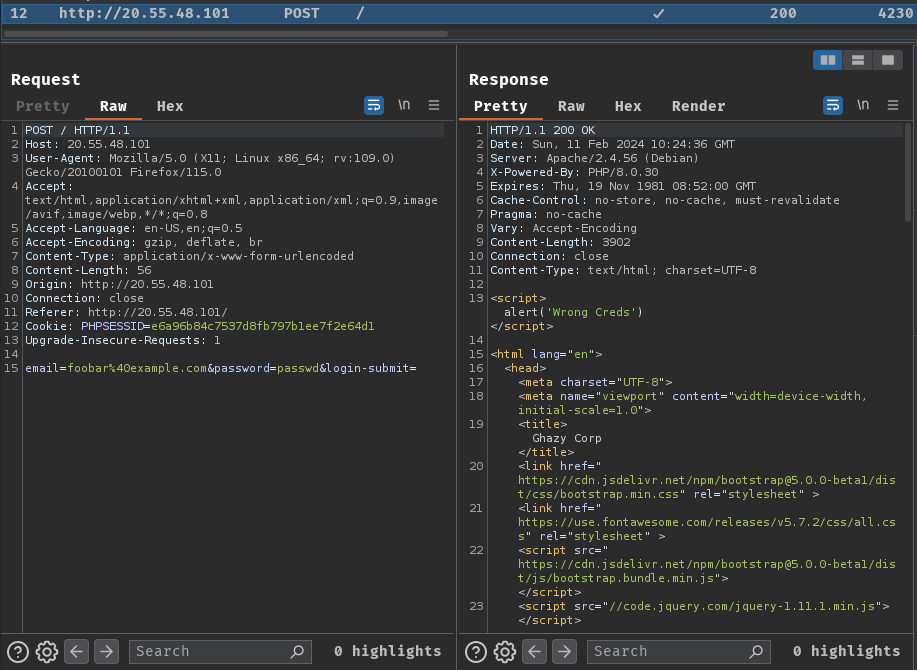 12 http://20.55.48.101 POST / ✓ 200 4230
Request
Pretty Raw Hex \n
1 POST / HTTP/1.1
2 Host: 20.55.48.101
3 User-Agent: Mozilla/5.0 (X11; Linux x86_64; rv:109.0)
Gecko/20100101 Firefox/115.0
4 Accept:
text/html,application/xhtml+xml,application/xml;q=0.9,image
/avif,image/webp,*/*;q=0.8
5 Accept-Language: en-US,en;q=0.5
6 Accept-Encoding: gzip, deflate, br
7 Content-Type: application/x-www-form-urlencoded
8 Content-Length: 56
9 Origin: http://20.55.48.101
10 Connection: close
11 Referer: http://20.55.48.101/
12 Cookie: PHPSESSID=e6a96b84c7537d8fb797b1ee7f2e64d1
13 Upgrade-Insecure-Requests: 1
14
15 email=foobar%40example.com&password=passwd&login-submit=
Search 0 highlights
Response
Pretty Raw Hex Render \n
1 HTTP/1.1 200 OK
2 Date: Sun, 11 Feb 2024 10:24:36 GMT
3 Server: Apache/2.4.56 (Debian)
4 X-Powered-By: PHP/8.0.30
5 Expires: Thu, 19 Nov 1981 08:52:00 GMT
6 Cache-Control: no-store, no-cache, must-revalidate
7 Pragma: no-cache
8 Vary: Accept-Encoding
9 Content-Length: 3902
10 Connection: close
11 Content-Type: text/html; charset=UTF-8
12
13 <script>
alert('Wrong Creds')
</script>
14
15 <html lang="en">
16 <head>
17 <meta charset="UTF-8">
18 <meta name="viewport" content="width=device-width,
initial-scale=1.0">
19 <title>
Ghazy Corp
</title>
20 <link href="
https://cdn.jsdelivr.net/npm/bootstrap@5.0.0-beta1/dis
t/css/bootstrap.min.css" rel="stylesheet" >
21 <link href="
https://use.fontawesome.com/releases/v5.7.2/css/all.cs
s" rel="stylesheet" >
22 <script src="
https://cdn.jsdelivr.net/npm/bootstrap@5.0.0-beta1/dis
t/js/bootstrap.bundle.min.js">
</script>
23 <script src="//code.jquery.com/jquery-1.11.1.min.js">
</script>
Search 0 highlights